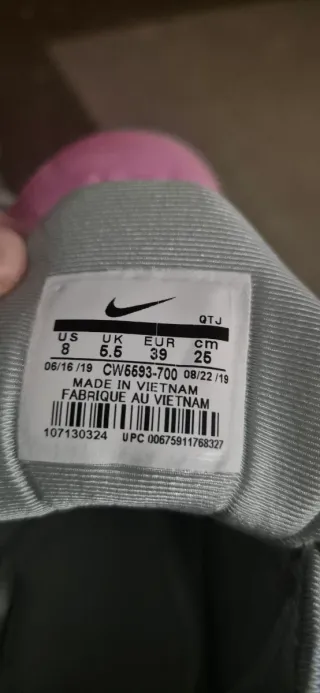 QTJ
US UK EUR cm
8 5.5 39 25
06/16/19 CW5593-700 08/22/19
MADE IN VIETNAM
FABRIQUE AU VIETNAM
107130324 UPC 00675911768327